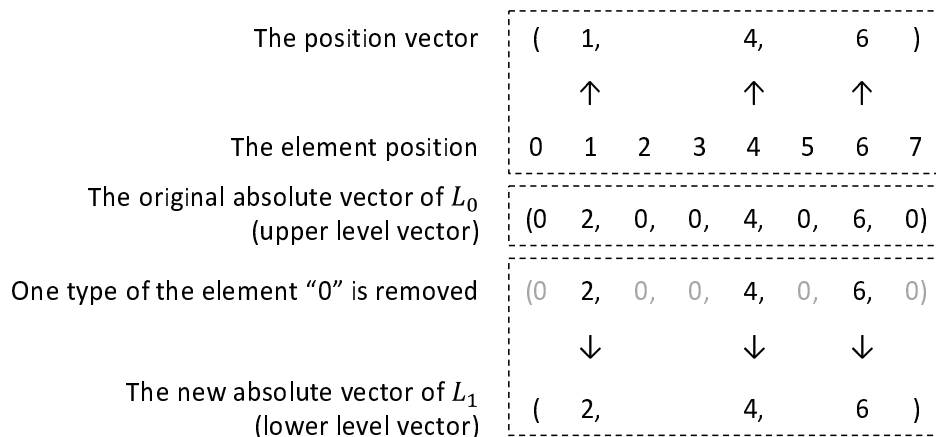 The position vector ( 1, 4, 6 )
↑ ↑ ↑
The element position 0 1 2 3 4 5 6 7
The original absolute vector of L₀
(upper level vector) (0 2, 0, 0, 4, 0, 6, 0)
One type of the element “0” is removed (0 2, 0, 0, 4, 0, 6, 0)
↓ ↓ ↓
The new absolute vector of L₁
(lower level vector) ( 2, 4, 6 )